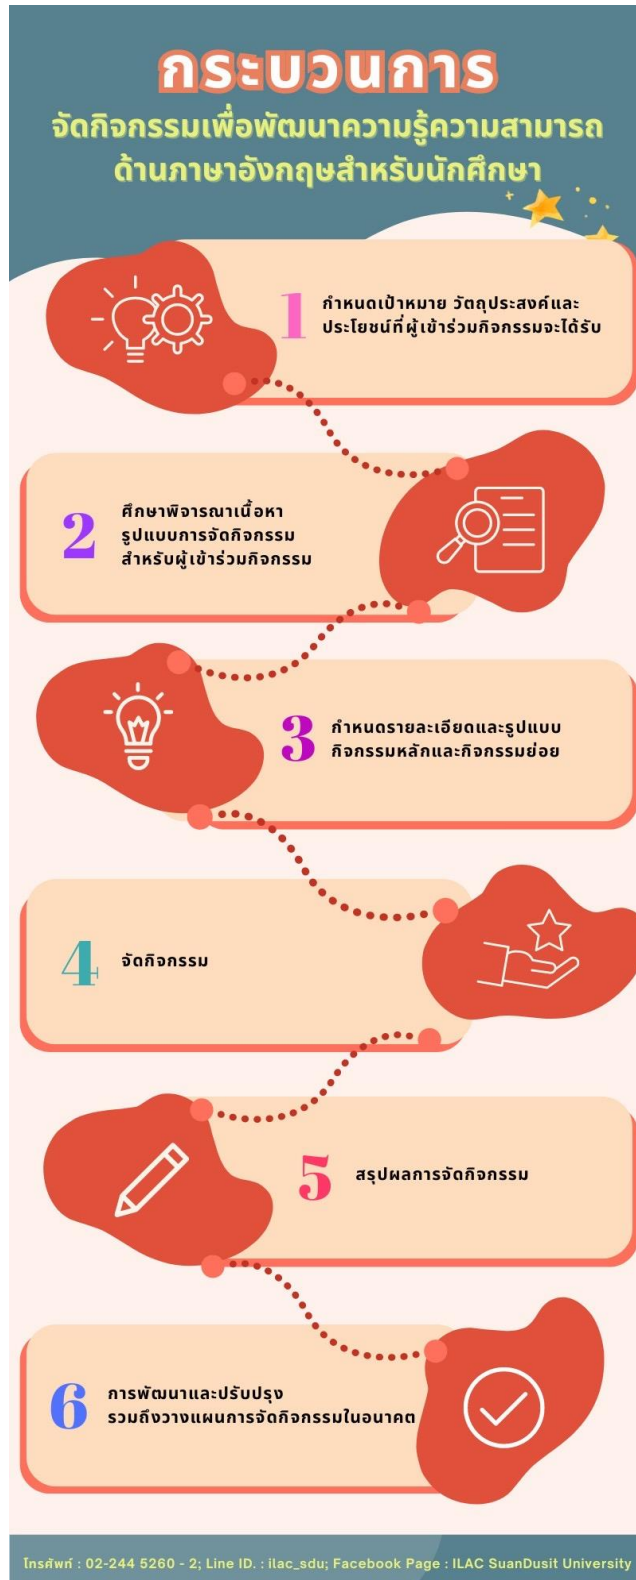 กระบวนการ
จัดกิจกรรมเพื่อพัฒนาความรู้ความสามารถ
ด้านภาษาอังกฤษสำหรับนักศึกษา
1
กำหนดเป้าหมาย วัตถุประสงค์และ
ประโยชน์ที่ผู้เข้าร่วมกิจกรรมจะได้รับ
2
ศึกษาพิจารณาเนื้อหา
รูปแบบการจัดกิจกรรม
สำหรับผู้เข้าร่วมกิจกรรม
3
กำหนดรายละเอียดและรูปแบบ
กิจกรรมหลักและกิจกรรมย่อย
4
จัดกิจกรรม
5
สรุปผลการจัดกิจกรรม
6
การพัฒนาและปรับปรุง
รวมถึงวางแผนการจัดกิจกรรมในอนาคต
โทรศัพท์ : 02-244 5260 - 2; Line ID. : ilac_sdu; Facebook Page : ILAC SuanDusit University